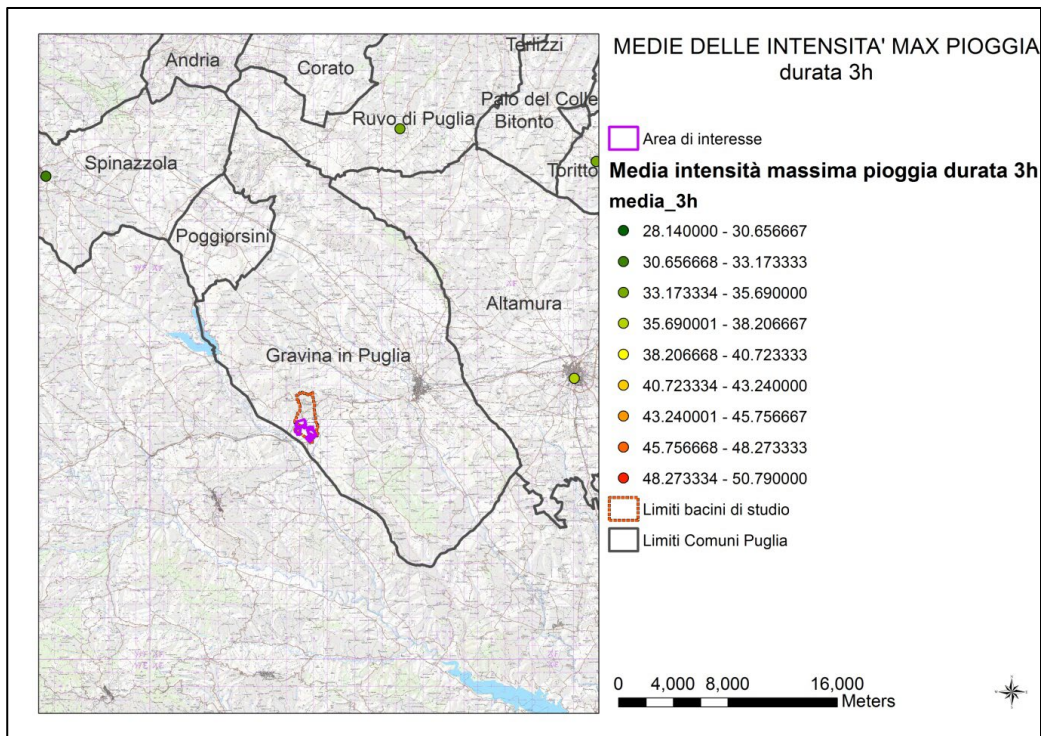 Terlizzi
Andria
Corato
Palo del Colle
Ruvo di Puglia
Bitonto
Spinazzola
Toritto
Poggiorsini
Altamura
Gravina in Puglia
MEDIE DELLE INTENSITA' MAX PIOGGIA
durata 3h
Area di interesse
Media intensità massima pioggia durata 3h
media_3h
28.140000 - 30.656667
30.656668 - 33.173333
33.173334 - 35.690000
35.690001 - 38.206667
38.206668 - 40.723333
40.723334 - 43.240000
43.240001 - 45.756667
45.756668 - 48.273333
48.273334 - 50.790000
Limiti bacini di studio
Limiti Comuni Puglia
0 4,000 8,000 16,000
Meters